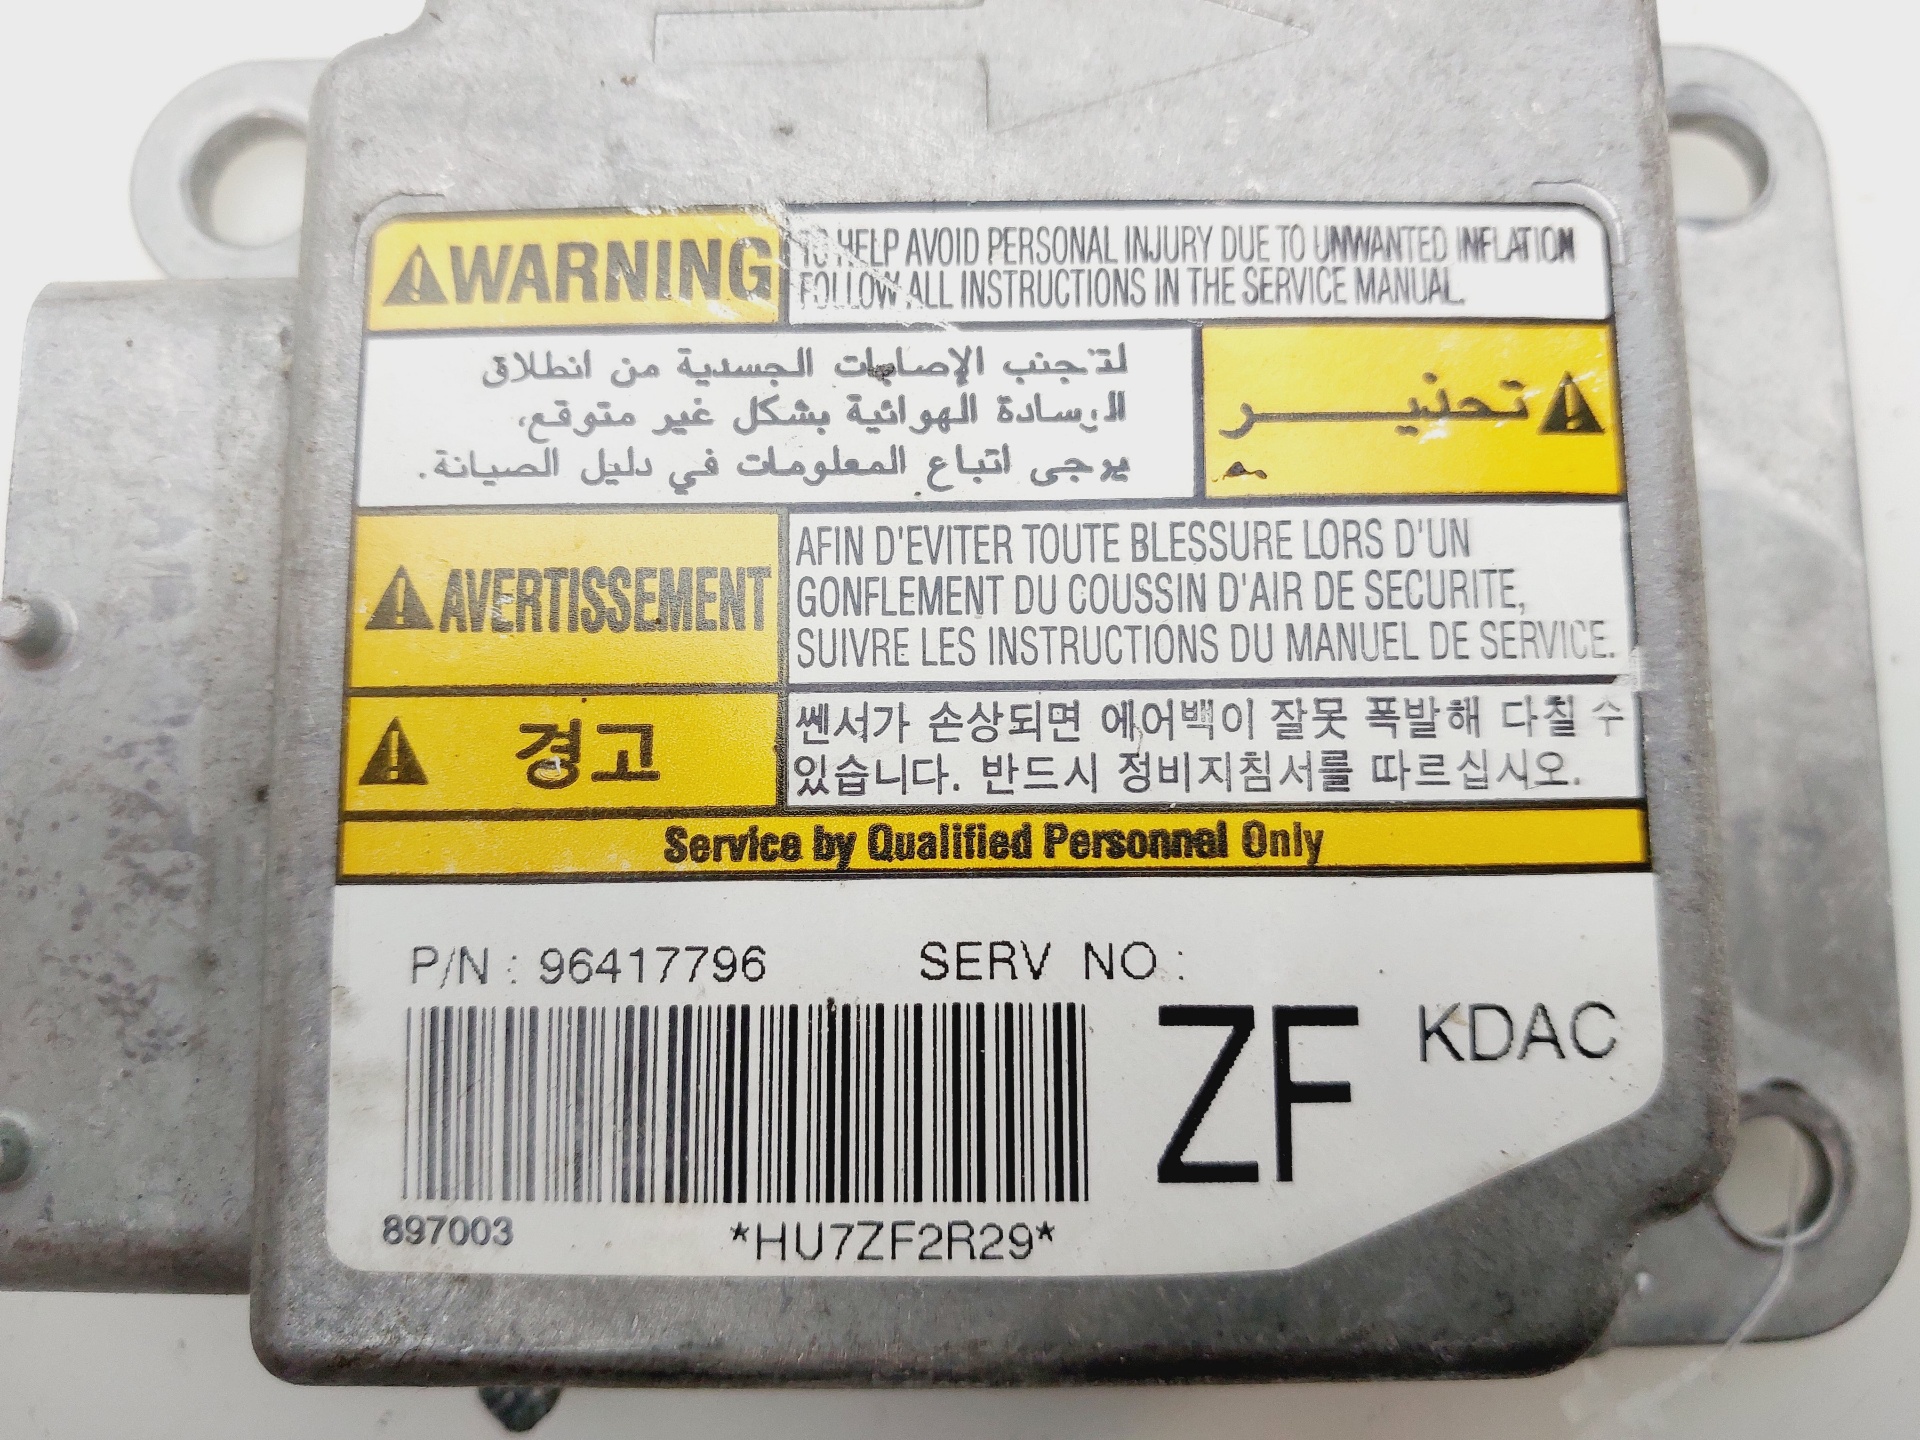 WARNING
TO HELP AVOID PERSONAL INJURY DUE TO UNWANTED INFLATION
FOLLOW ALL INSTRUCTIONS IN THE SERVICE MANUAL.
تحذير
لتجنب الإصابات الجسدية من انطلاق
الوسادة الهوائية بشكل غير متوقع،
يرجى اتباع المعلومات في دليل الصيانة.
AVERTISSEMENT
AFIN D'EVITER TOUTE BLESSURE LORS D'UN
GONFLEMENT DU COUSSIN D'AIR DE SECURITE,
SUIVRE LES INSTRUCTIONS DU MANUEL DE SERVICE.
경고
쎈서가 손상되면 에어백이 잘못 폭발해 다칠 수
있습니다. 반드시 정비지침서를 따르십시오.
Service by Qualified Personnel Only
P/N : 96417796 SERV NO :
ZF KDAC
897003 *HU7ZF2R29*